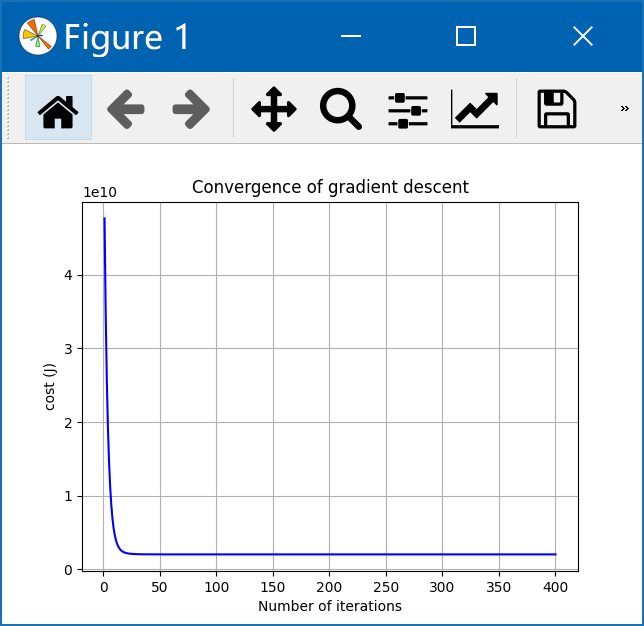 Figure 1
»
Convergence of gradient descent
1e10
4
3
2
1
0
cost (J)
0 50 100 150 200 250 300 350 400
Number of iterations